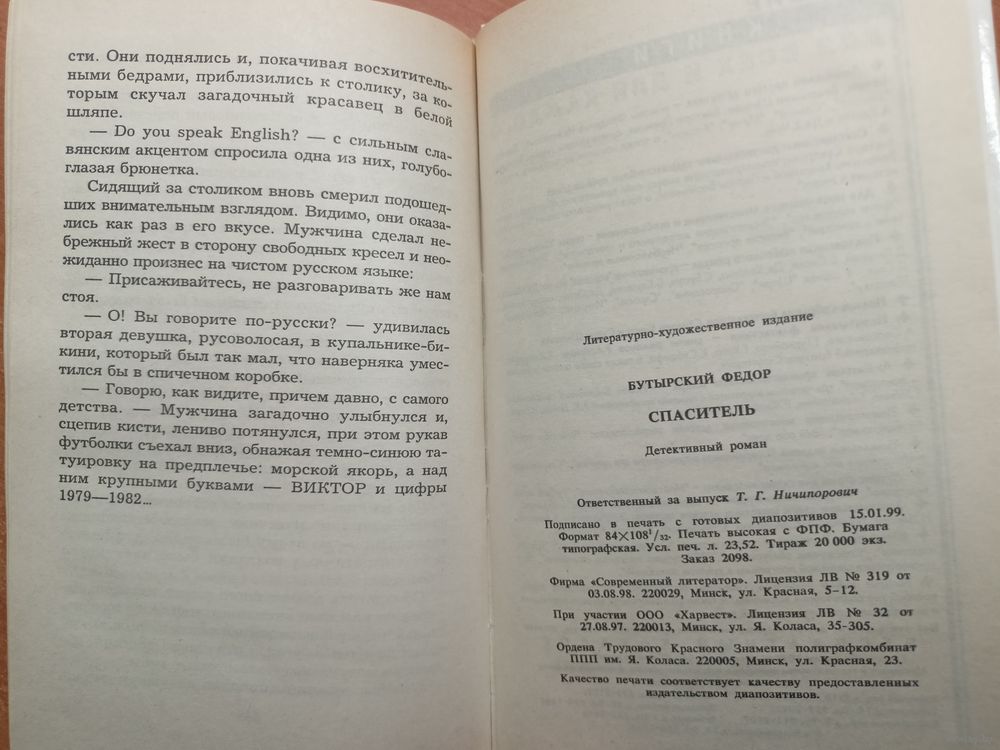 сти. Они поднялись и, покачивая восхититель-
ными бедрами, приблизились к столику, за ко-
торым скучал загадочный красавец в белой
шляпе.
— Do you speak English? — с сильным сла-
вянским акцентом спросила одна из них, голубо-
глазая брюнетка.
Сидящий за столиком вновь смерил подошед-
ших внимательным взглядом. Видимо, они оказа-
лись как раз в его вкусе. Мужчина сделал не-
брежный жест в сторону свободных кресел и нео-
жиданно произнес на чистом русском языке:
— Присаживайтесь, не разговаривать же нам
стоя.
— О! Вы говорите по-русски? — удивилась
вторая девушка, русоволосая, в купальнике-би-
кини, который был так мал, что наверняка умес-
тился бы в спичечном коробке.
— Говорю, как видите, причем давно, с самого
детства. — Мужчина загадочно улыбнулся и,
сцепив кисти, лениво потянулся, при этом рукав
футболки съехал вниз, обнажая темно-синюю та-
туировку на предплечье: морской якорь, а над
ним крупными буквами — ВИКТОР и цифры
1979—1982...
Литературно-художественное издание
БУТЫРСКИЙ ФЕДОР
СПАСИТЕЛЬ
Детективный роман
Ответственный за выпуск Т. Г. Ничипорович
Подписано в печать с готовых диапозитивов 15.01.99.
Формат 84×108¹/₃₂. Печать высокая с ФПФ. Бумага
типографская. Усл. печ. л. 23,52. Тираж 20 000 экз.
Заказ 2098.
Фирма «Современный литератор». Лицензия ЛВ № 319 от
03.08.98. 220029, Минск, ул. Красная, 5-12.
При участии ООО «Харвест». Лицензия ЛВ № 32 от
27.08.97. 220013, Минск, ул. Я. Коласа, 35-305.
Ордена Трудового Красного Знамени полиграфкомбинат
ППП им. Я. Коласа. 220005, Минск, ул. Красная, 23.
Качество печати соответствует качеству предоставленных
издательством диапозитивов.